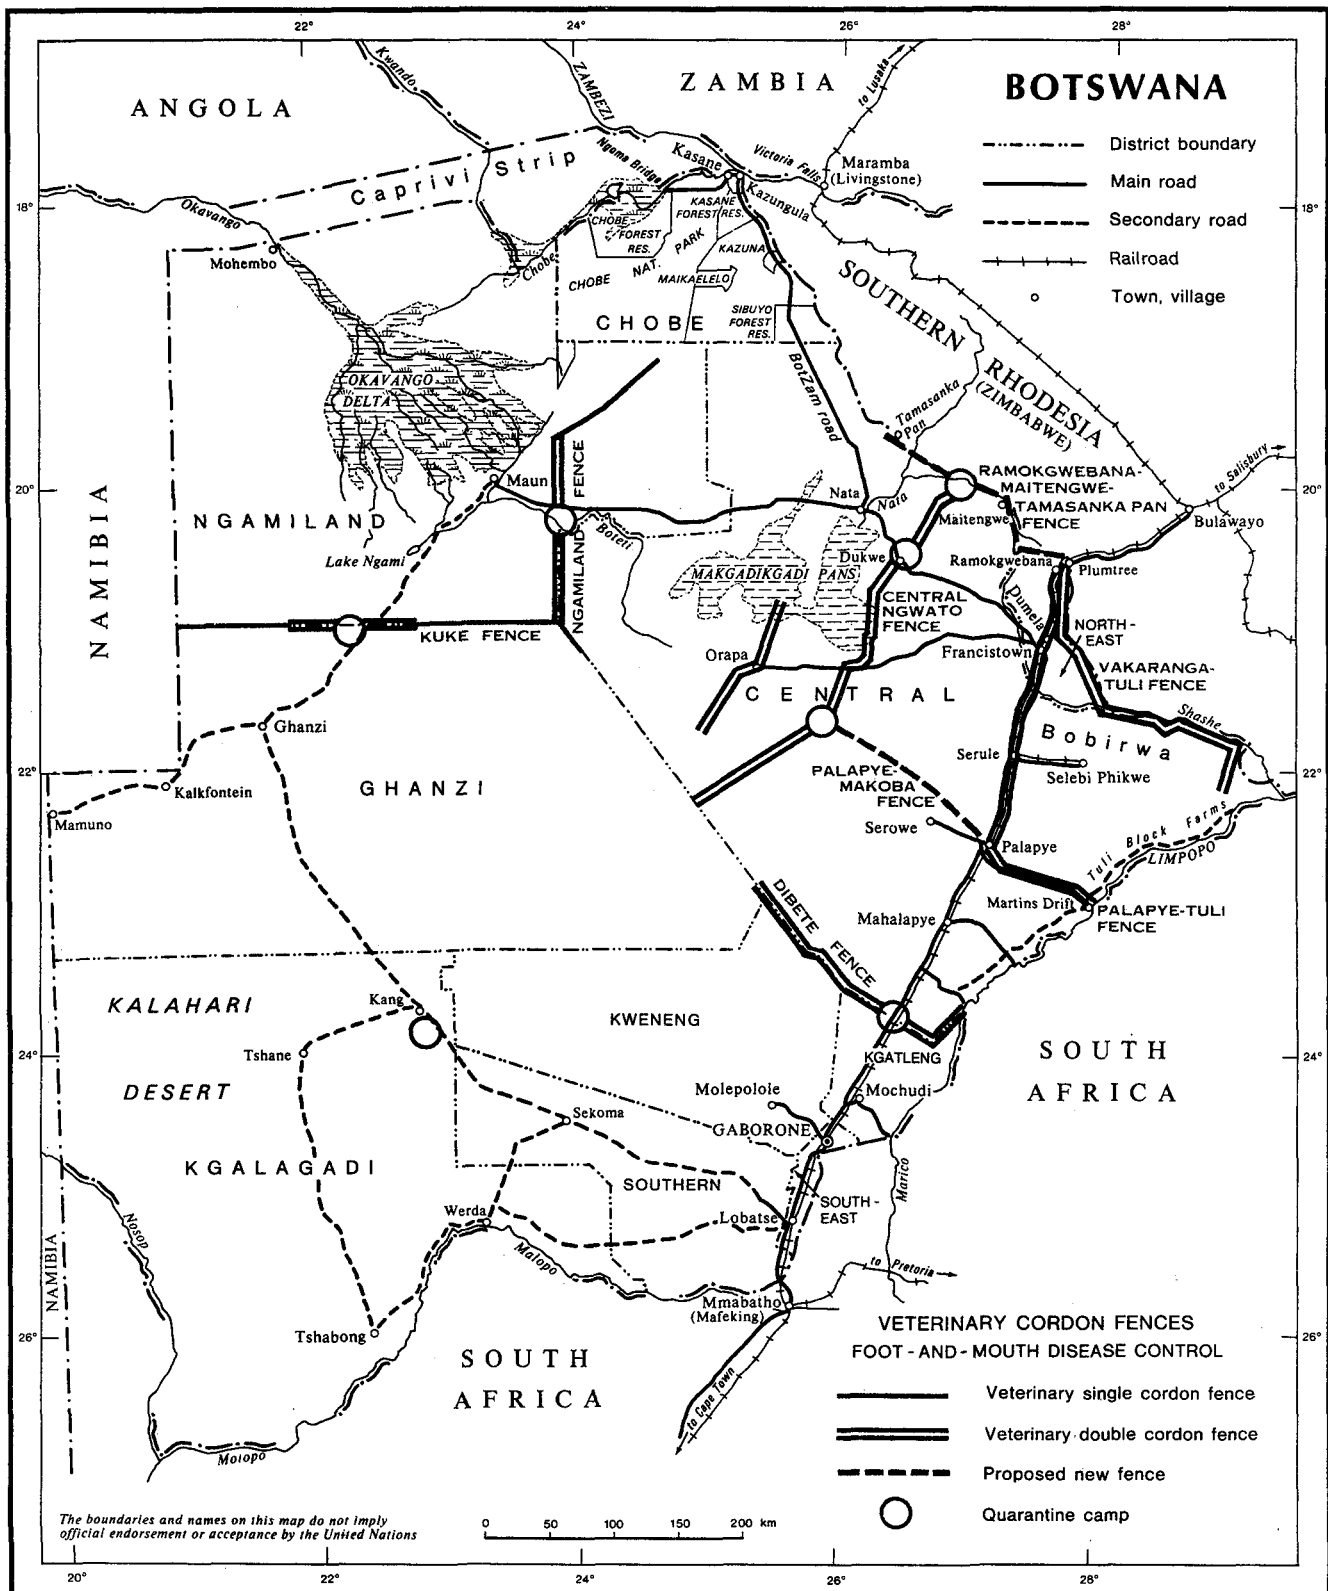 22°
24°
26°
28°
ANGOLA
ZAMBIA
BOTSWANA
Kwando
ZAMBEZI
to Lusaka
District boundary
Main road
Secondary road
Railroad
Town, village
Caprivi Strip
Ngoma Bridge
Kasane
Victoria Falls
Maramba
(Livingstone)
Kazungula
18°
18°
Okavango
Mohembo
Chobe
CHOBE
FOREST
RES.
KASANE
FOREST RES.
CHOBE NAT. PARK
KAZUNA
MAIKAELELO
SIBUYO
FOREST
RES.
CHOBE
SOUTHERN RHODESIA
(ZIMBABWE)
OKAVANGO
DELTA
BotZam road
Tamasanka
Pan
NAMIBIA
NGAMILAND
Maun
NGAMILAND FENCE
NGAMILAND FENCE
Boteti
Lake Ngami
20°
20°
Nata
Nata
RAMOKGWEBANA-
MAITENGWE-
TAMASANKA PAN
FENCE
Maitengwe
to Salisbury
Bulawayo
Dukwe
Ramokgwebana
Plumtree
MAKGADIKGADI PANS
CENTRAL
NGWATO
FENCE
Dumela
NORTH-
EAST
KUKE FENCE
Orapa
Francistown
VAKARANGA-
TULI FENCE
CENTRAL
Shashe
Bobirwa
Ghanzi
22°
22°
Serule
Selebi Phikwe
Kalkfontein
Mamuno
GHANZI
PALAPYE-
MAKOBA
FENCE
Serowe
Palapye
Tuli Block Farms
LIMPOPO
Martins Drift
PALAPYE-TULI
FENCE
DIBETE FENCE
Mahalapye
KALAHARI
DESERT
Kang
KWENENG
24°
24°
Tshane
KGATLENG
SOUTH
AFRICA
Molepolole
Mochudi
Sekoma
GABORONE
KGALAGADI
SOUTHERN
SOUTH-
EAST
Marico
Werda
Lobatse
Nosop
NAMIBIA
Malopo
to Pretoria
Mmabatho
(Mafeking)
Tshabong
26°
26°
SOUTH
AFRICA
to Cape Town
Molopo
VETERINARY CORDON FENCES
FOOT-AND-MOUTH DISEASE CONTROL
Veterinary single cordon fence
Veterinary double cordon fence
Proposed new fence
Quarantine camp
The boundaries and names on this map do not imply
official endorsement or acceptance by the United Nations
0 50 100 150 200 km
20°
22°
24°
26°
28°